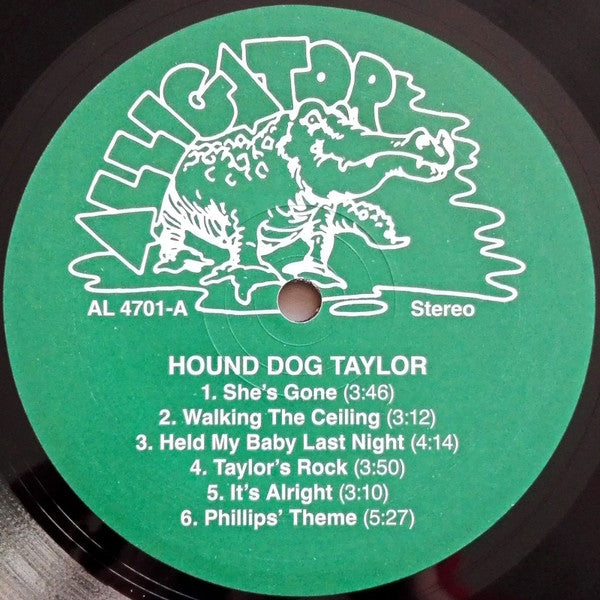 ALLIGATOR
AL 4701-A
Stereo
HOUND DOG TAYLOR
1. She's Gone (3:46)
2. Walking The Ceiling (3:12)
3. Held My Baby Last Night (4:14)
4. Taylor's Rock (3:50)
5. It's Alright (3:10)
6. Phillips' Theme (5:27)